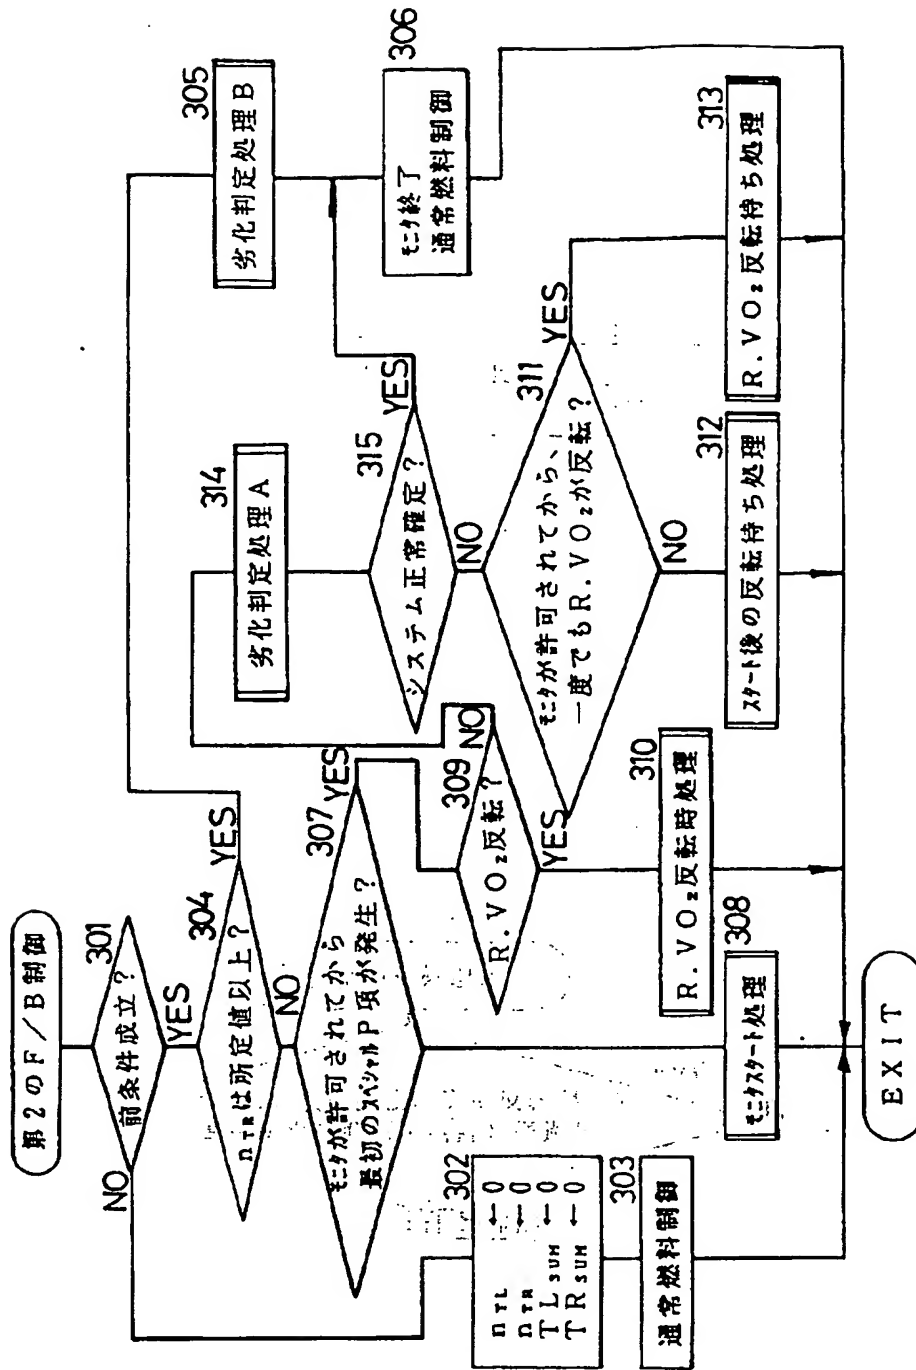 第2のF/B制御
301
前条件成立?
NO
YES
304
nTRは所定値以上?
YES
NO
307
モニタが許可されてから
最初のスペシャルP項が発生?
YES
302
nTL ←0
nTR ←0
TLSUM ←0
TRSUM ←0
303
通常燃料制御
308
モニタスタート処理
309
R.VO2反転?
NO
YES
310
R.VO2反転時処理
314
劣化判定処理A
315
システム正常確定?
YES
NO
311
モニタが許可されてから、
一度でもR.VO2が反転?
YES
NO
312
スタート後の反転待ち処理
313
R.VO2反転待ち処理
305
劣化判定処理B
306
モニタ終了
通常燃料制御
EXIT